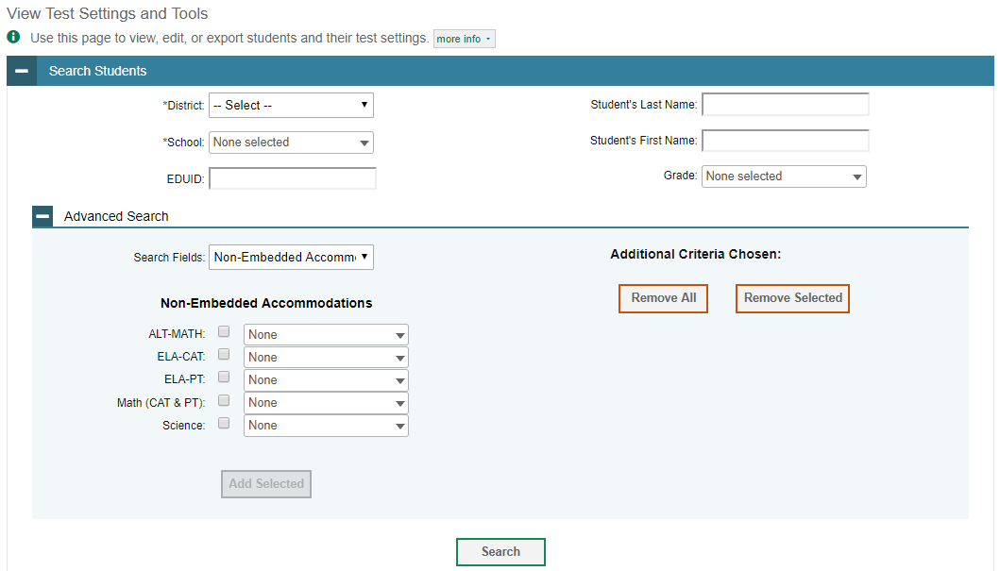 View Test Settings and Tools
Use this page to view, edit, or export students and their test settings. more info
Search Students
*District: -- Select --
Student's Last Name:
*School: None selected
Student's First Name:
EDUID:
Grade: None selected
Advanced Search
Search Fields: Non-Embedded Accomm
Additional Criteria Chosen:
Remove All Remove Selected
Non-Embedded Accommodations
ALT-MATH: None
ELA-CAT: None
ELA-PT: None
Math (CAT & PT): None
Science: None
Add Selected
Search